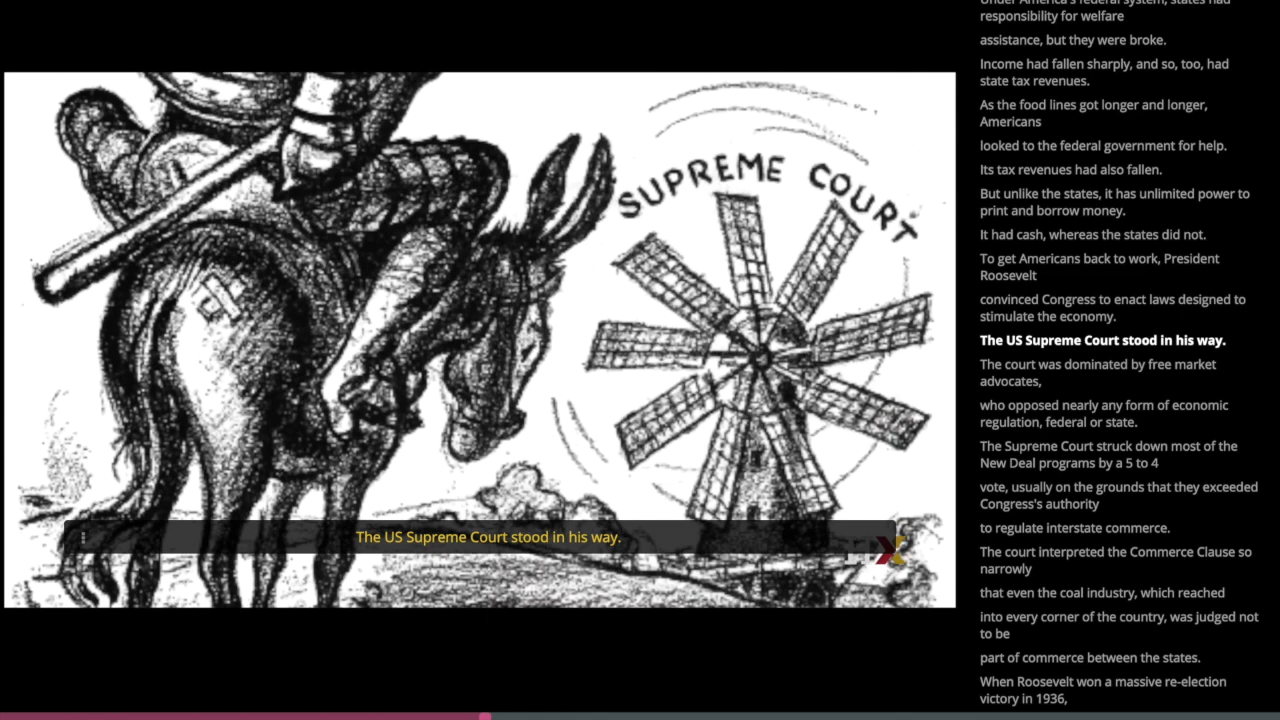 SUPREME COURT
The US Supreme Court stood in his way.
responsibility for welfare
assistance, but they were broke.
Income had fallen sharply, and so, too, had
state tax revenues.
As the food lines got longer and longer,
Americans
looked to the federal government for help.
Its tax revenues had also fallen.
But unlike the states, it has unlimited power to
print and borrow money.
It had cash, whereas the states did not.
To get Americans back to work, President
Roosevelt
convinced Congress to enact laws designed to
stimulate the economy.
The US Supreme Court stood in his way.
The court was dominated by free market
advocates,
who opposed nearly any form of economic
regulation, federal or state.
The Supreme Court struck down most of the
New Deal programs by a 5 to 4
vote, usually on the grounds that they exceeded
Congress's authority
to regulate interstate commerce.
The court interpreted the Commerce Clause so
narrowly
that even the coal industry, which reached
into every corner of the country, was judged not
to be
part of commerce between the states.
When Roosevelt won a massive re-election
victory in 1936,